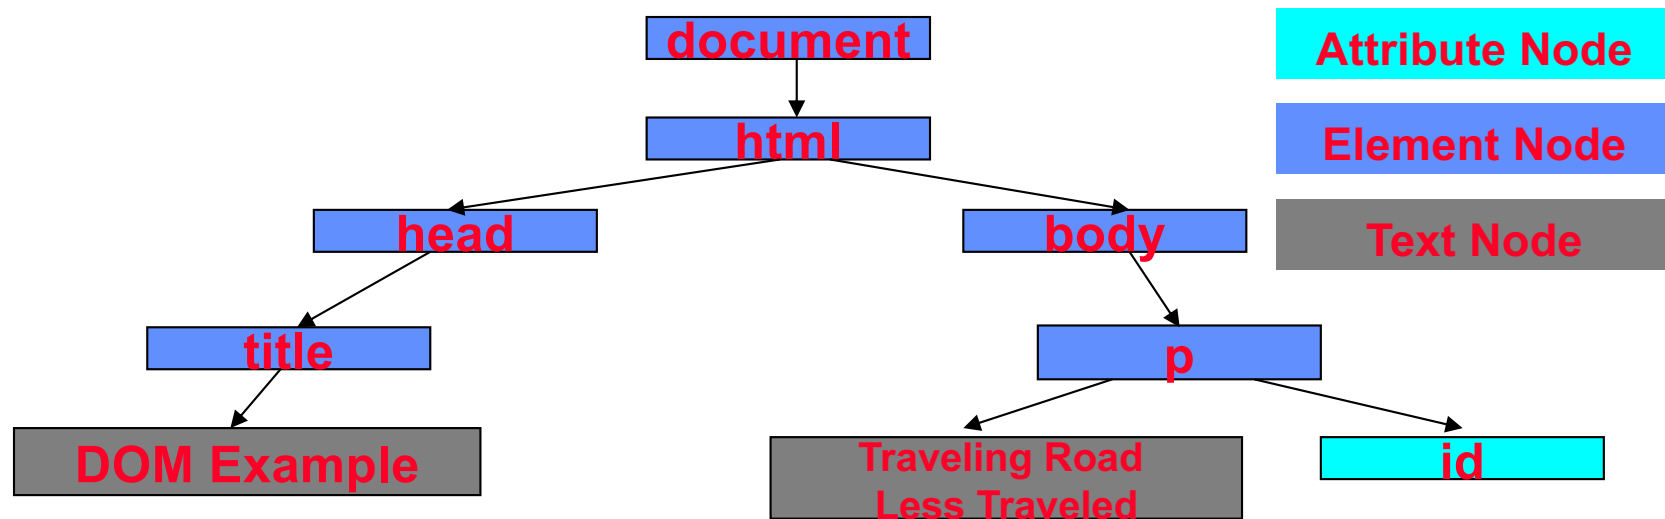 document
Attribute Node
html
Element Node
head
body
Text Node
title
p
DOM Example
Traveling Road
Less Traveled
id